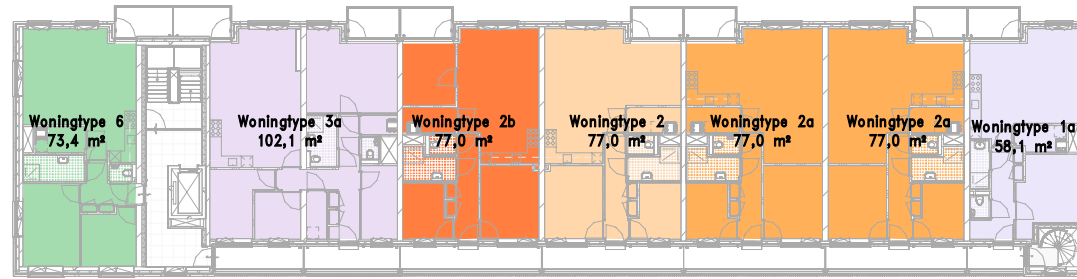 Woningtype 6
73,4 m²
Woningtype 3a
102,1 m²
Woningtype 2b
77,0 m²
Woningtype 2
77,0 m²
Woningtype 2a
77,0 m²
Woningtype 2a
77,0 m²
Woningtype 1a
58,1 m²